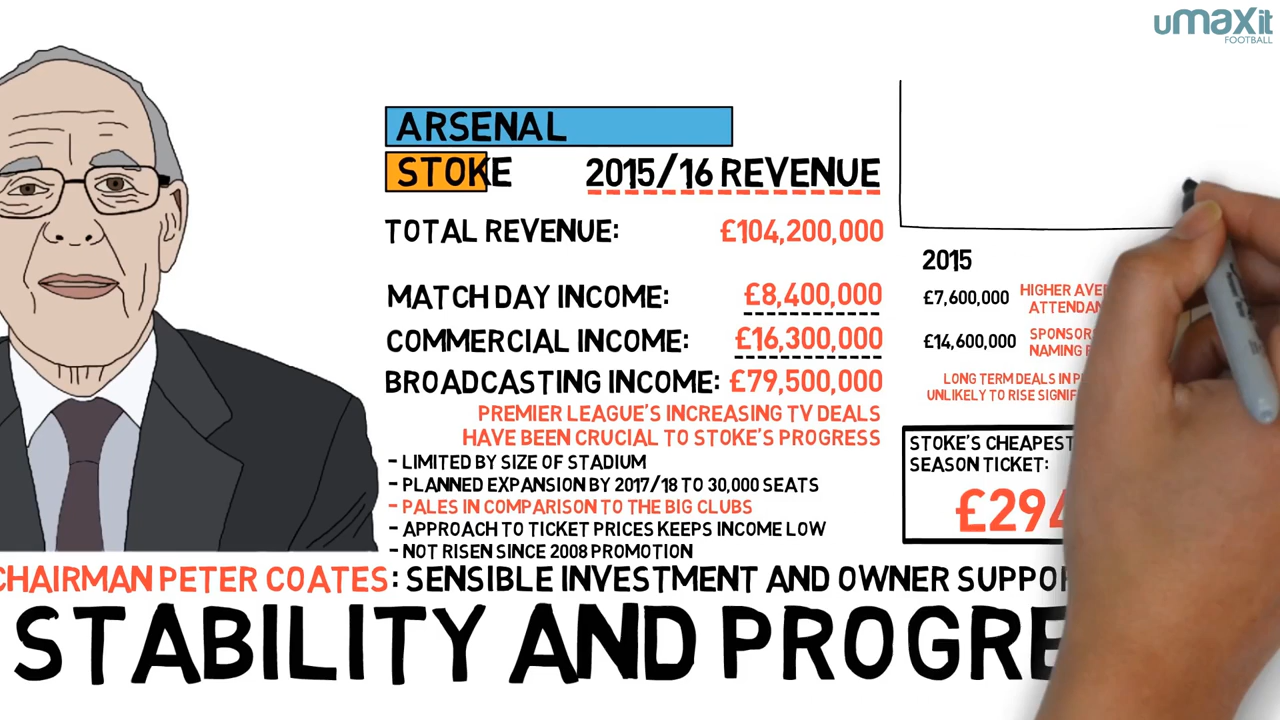 umaxit
FOOTBALL
ARSENAL
STOKE
2015/16 REVENUE
TOTAL REVENUE: £104,200,000
MATCH DAY INCOME: £8,400,000
COMMERCIAL INCOME: £16,300,000
BROADCASTING INCOME: £79,500,000
PREMIER LEAGUE'S INCREASING TV DEALS
HAVE BEEN CRUCIAL TO STOKE'S PROGRESS
- LIMITED BY SIZE OF STADIUM
- PLANNED EXPANSION BY 2017/18 TO 30,000 SEATS
- PALES IN COMPARISON TO THE BIG CLUBS
- APPROACH TO TICKET PRICES KEEPS INCOME LOW
- NOT RISEN SINCE 2008 PROMOTION
2015
£7,600,000 HIGHER
£14,600,000
NAMING
LONG TERM DEALS IN
UNLIKELY TO RISE
STOKE'S CHEAPEST
SEASON TICKET:
£294
CHAIRMAN PETER COATES: SENSIBLE INVESTMENT AND OWNER
STABILITY AND